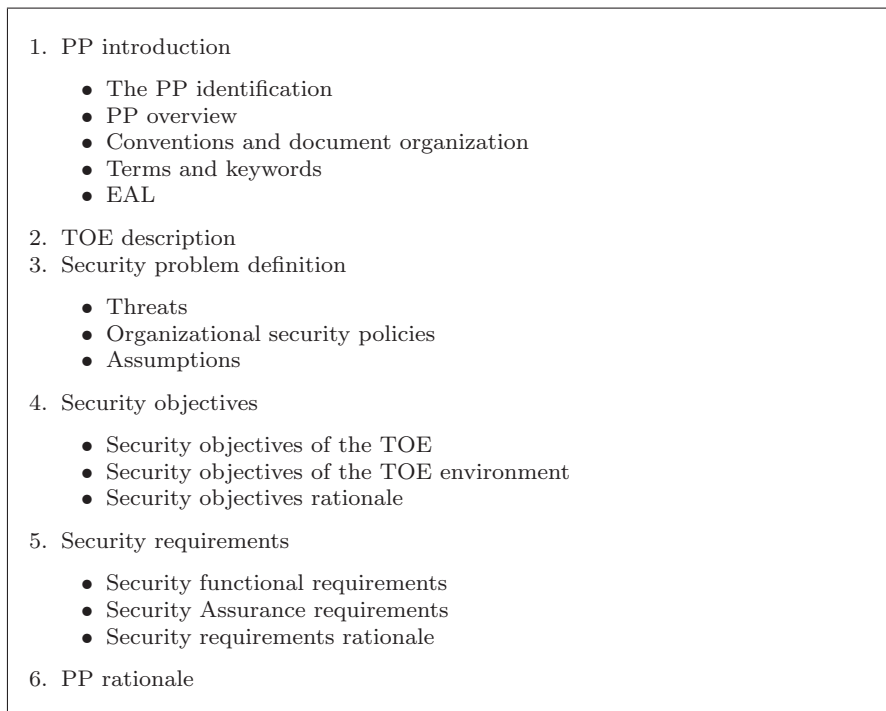 1. PP introduction
• The PP identification
• PP overview
• Conventions and document organization
• Terms and keywords
• EAL
2. TOE description
3. Security problem definition
• Threats
• Organizational security policies
• Assumptions
4. Security objectives
• Security objectives of the TOE
• Security objectives of the TOE environment
• Security objectives rationale
5. Security requirements
• Security functional requirements
• Security Assurance requirements
• Security requirements rationale
6. PP rationale